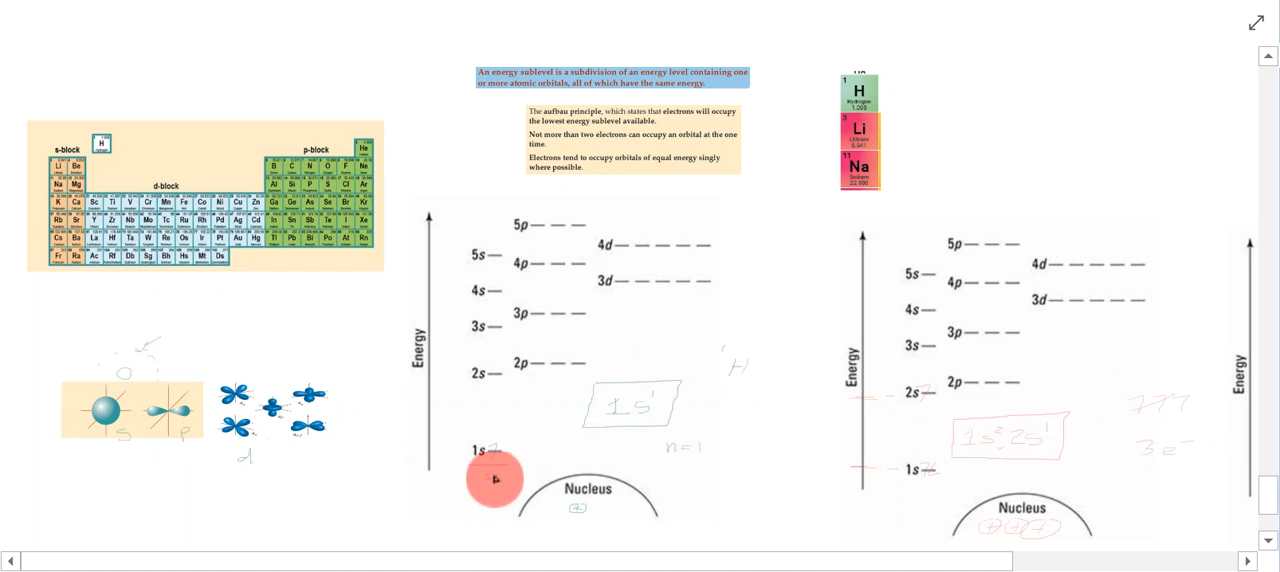 An energy sublevel is a subdivision of an energy level containing one
or more atomic orbitals, all of which have the same energy.
The aufbau principle, which states that electrons will occupy
the lowest energy sublevel available.
Not more than two electrons can occupy an orbital at the one
time.
Electrons tend to occupy orbitals of equal energy singly
where possible.
1
H
Hydrogen
1.008
3
Li
Lithium
6.941
11
Na
Sodium
22.990
s-block
H
p-block
He
d-block
Li Be B C N O F Ne
Na Mg Al Si P S Cl Ar
K Ca Sc Ti V Cr Mn Fe Co Ni Cu Zn Ga Ge As Se Br Kr
Rb Sr Y Zr Nb Mo Tc Ru Rh Pd Ag Cd In Sn Sb Te I Xe
Cs Ba La Hf Ta W Re Os Ir Pt Au Hg Tl Pb Bi Po At Rn
Fr Ra Ac Rf Db Sg Bh Hs Mt Ds
S
P
d
Energy
5p
5s
4d
4p
4s
3d
3p
3s
2p
2s
1s
1s¹
n=1
H
Nucleus
+
Energy
5p
5s
4d
4p
4s
3d
3p
3s
2p
2s
1s
1s² 2s¹
3e⁻
Nucleus
+ + +
Energy